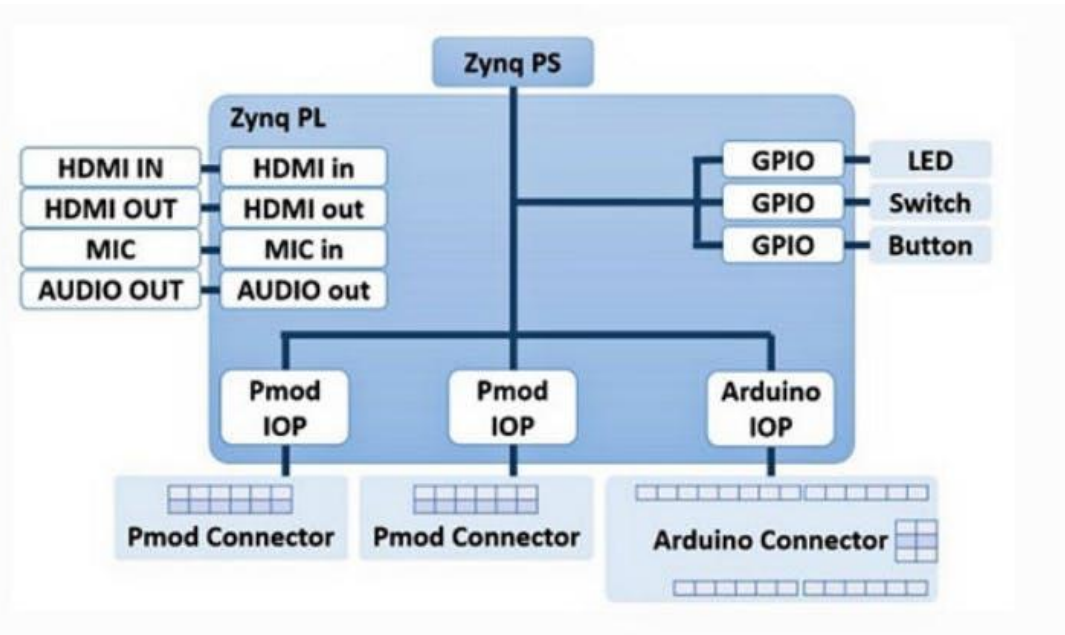 Zynq PS
Zynq PL
HDMI IN
HDMI in
HDMI OUT
HDMI out
MIC
MIC in
AUDIO OUT
AUDIO out
GPIO
LED
GPIO
Switch
GPIO
Button
Pmod
IOP
Pmod
IOP
Arduino
IOP
Pmod Connector
Pmod Connector
Arduino Connector